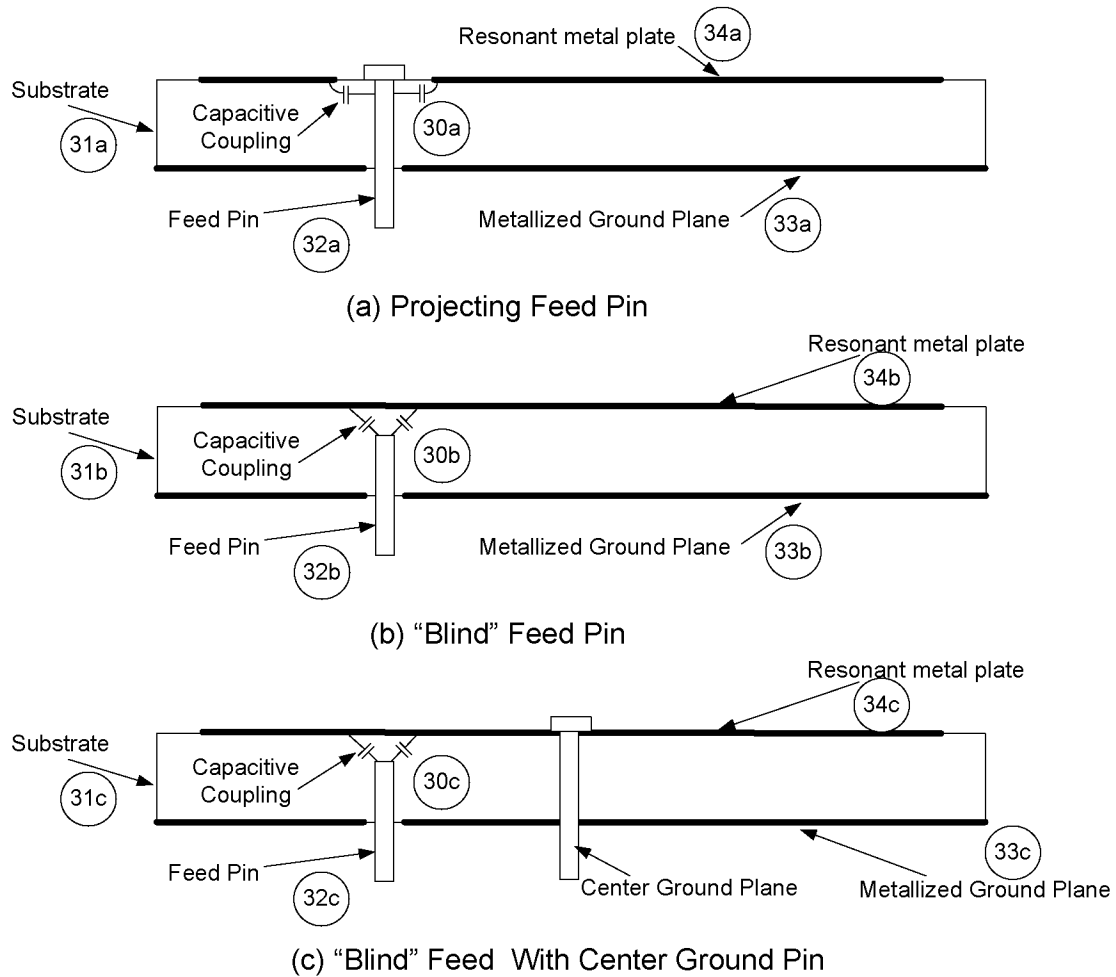 34a
Resonant metal plate
Substrate
31a
Capacitive
Coupling
30a
Feed Pin
32a
Metallized Ground Plane
33a
(a) Projecting Feed Pin
Resonant metal plate
34b
Substrate
31b
Capacitive
Coupling
30b
Feed Pin
32b
Metallized Ground Plane
33b
(b) “Blind” Feed Pin
Resonant metal plate
34c
Substrate
31c
Capacitive
Coupling
30c
Feed Pin
32c
Center Ground Plane
33c
Metallized Ground Plane
(c) “Blind” Feed With Center Ground Pin